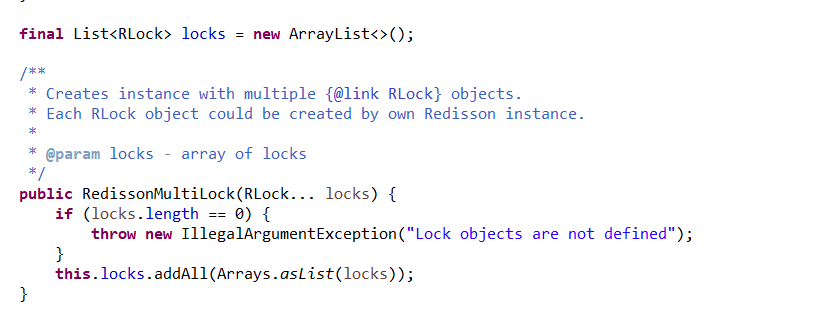 final List<RLock> locks = new ArrayList<>();
/**
 * Creates instance with multiple {@link RLock} objects.
 * Each RLock object could be created by own Redisson instance.
 *
 * @param locks - array of locks
 */
public RedissonMultiLock(RLock... locks) {
    if (locks.length == 0) {
        throw new IllegalArgumentException("Lock objects are not defined");
    }
    this.locks.addAll(Arrays.asList(locks));
}